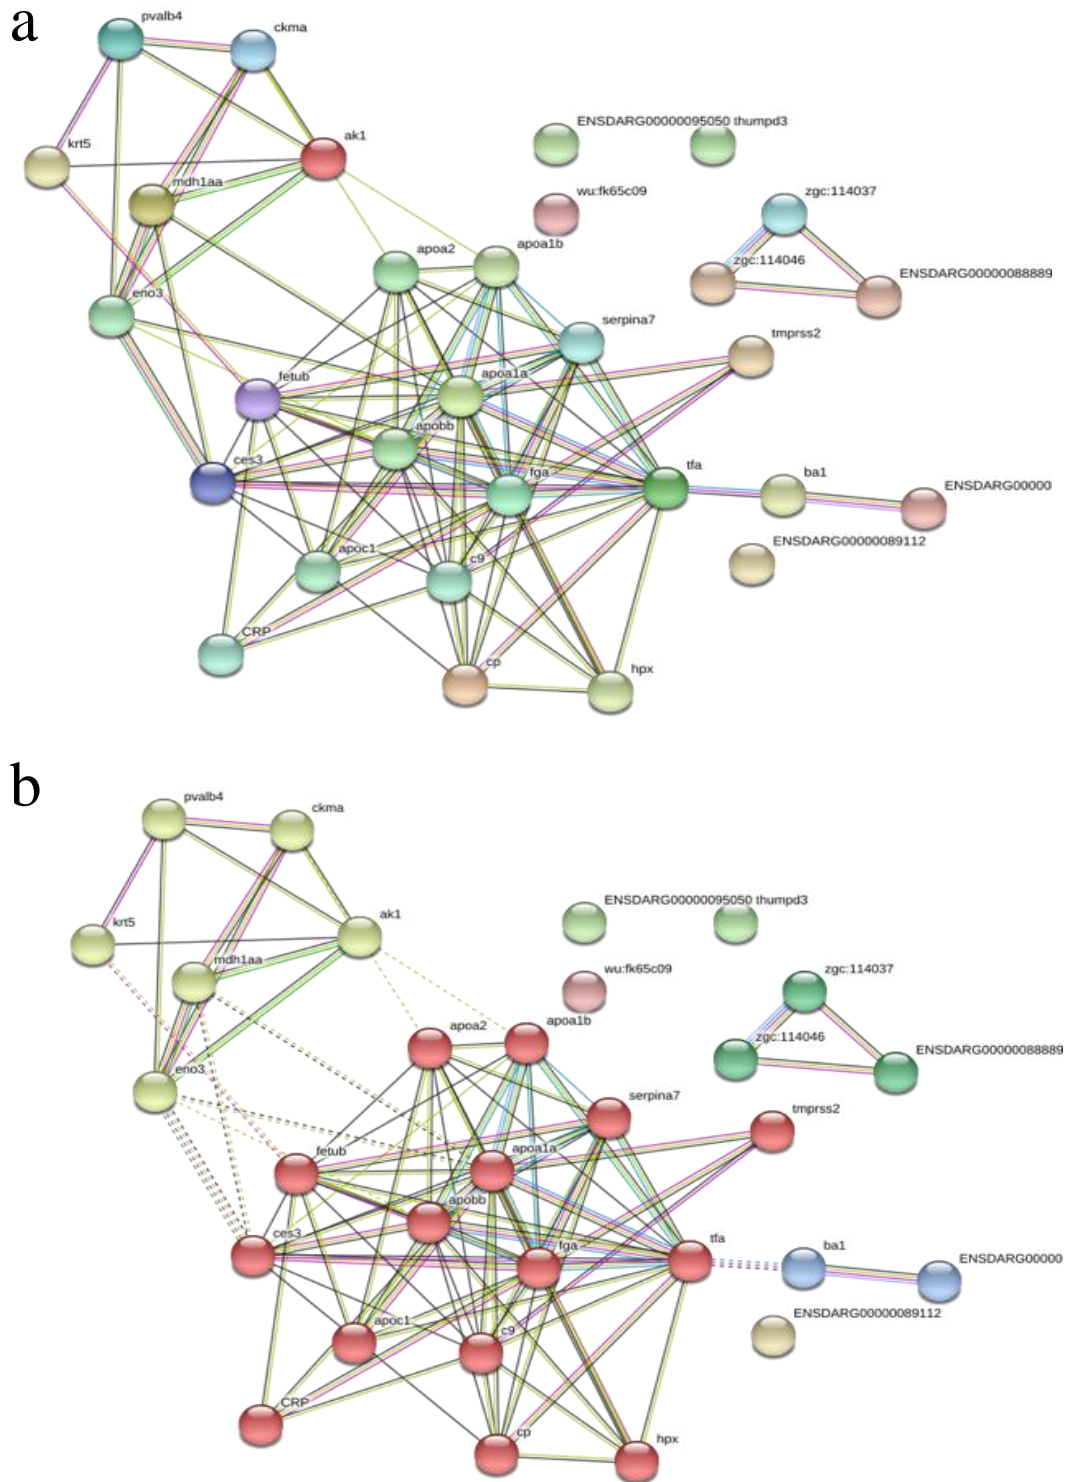 a
pvalb4
ckma
ENSDARG00000095050 thumpd3
ak1
krt5
mdh1aa
wu:fk65c09
zgc:114037
apoa2
apoa1b
zgc:114046
ENSDARG00000088889
eno3
serpina7
tmprss2
fetub
apoa1a
apobb
ces3
fga
tfa
ba1
ENSDARG00000
ENSDARG00000089112
apoc1
c9
CRP
cp
hpx
b
pvalb4
ckma
ENSDARG00000095050 thumpd3
ak1
krt5
mdh1aa
wu:fk65c09
zgc:114037
apoa2
apoa1b
zgc:114046
ENSDARG00000088889
eno3
serpina7
tmprss2
fetub
apoa1a
apobb
ces3
fga
tfa
ba1
ENSDARG00000
ENSDARG00000089112
apoc1
c9
CRP
cp
hpx